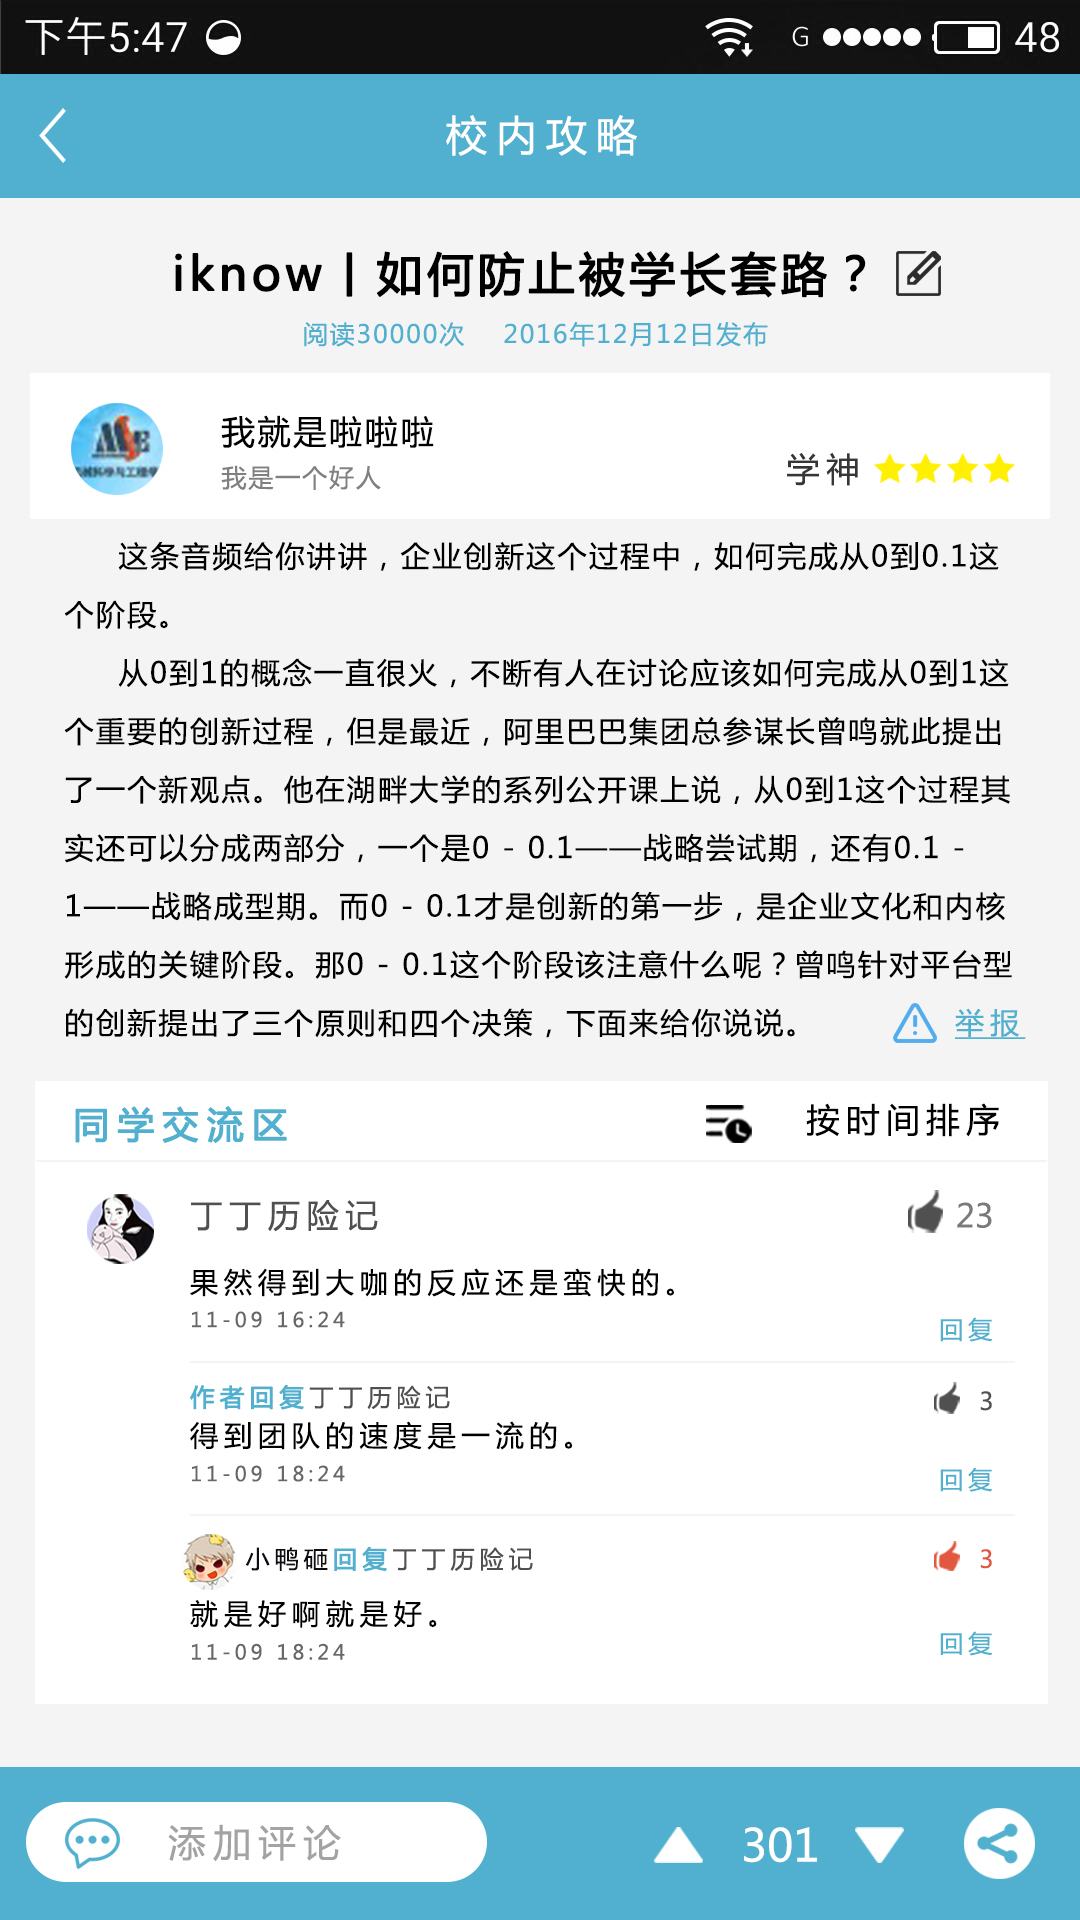 下午5:47
G
48
校内攻略
iknow | 如何防止被学长套路？
阅读30000次 2016年12月12日发布
我就是啦啦啦
我是一个好人
学神
这条音频给你讲讲，企业创新这个过程中，如何完成从0到0.1这
个阶段。
从0到1的概念一直很火，不断有人在讨论应该如何完成从0到1这
个重要的创新过程，但是最近，阿里巴巴集团总参谋长曾鸣就此提出
了一个新观点。他在湖畔大学的系列公开课上说，从0到1这个过程其
实还可以分成两部分，一个是0 - 0.1——战略尝试期，还有0.1 -
1——战略成型期。而0 - 0.1才是创新的第一步，是企业文化和内核
形成的关键阶段。那0 - 0.1这个阶段该注意什么呢？曾鸣针对平台型
的创新提出了三个原则和四个决策，下面来给你说说。
举报
同学交流区
按时间排序
丁丁历险记
23
果然得到大咖的反应还是蛮快的。
11-09 16:24
回复
作者回复丁丁历险记
3
得到团队的速度是一流的。
11-09 18:24
回复
小鸭砸回复丁丁历险记
3
就是好啊就是好。
11-09 18:24
回复
添加评论
301